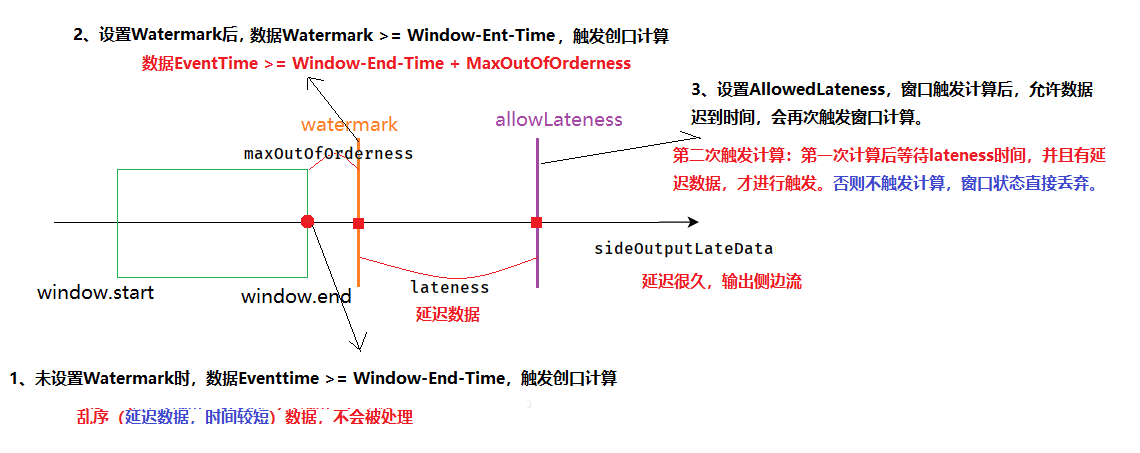 2、设置Watermark后, 数据Watermark >= Window-Ent-Time，触发创口计算
数据EventTime >= Window-End-Time + MaxOutOfOrderness
3、设置AllowedLateness，窗口触发计算后，允许数据
迟到时间，会再次触发窗口计算。
allowLateness
watermark
maxOutOfOrderness
第二次触发计算：第一次计算后等待lateness时间，并且有延
迟数据，才进行触发。否则不触发计算，窗口状态直接丢弃。
sideOutputLateData
延迟很久，输出侧边流
window.start
window.end
lateness
延迟数据
1、未设置Watermark时，数据Eventtime >= Window-End-Time，触发创口计算
乱序（延迟数据，时间较短）数据，不会被处理